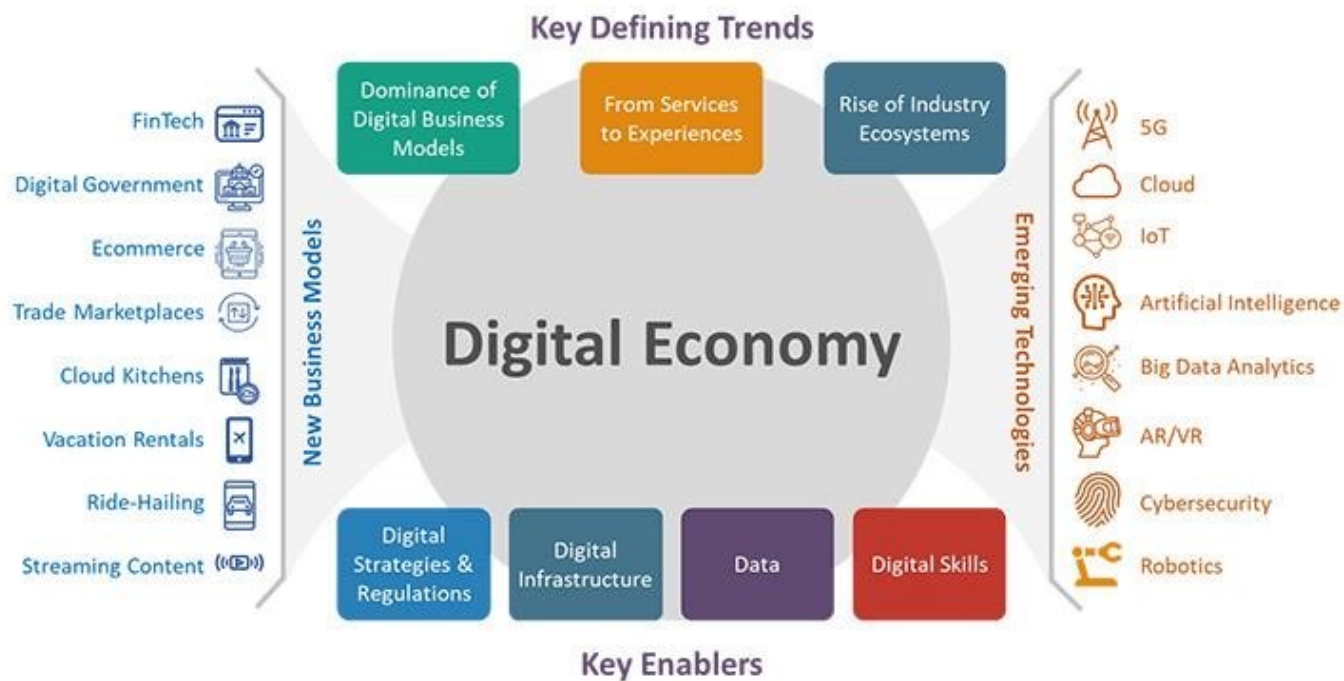 Key Defining Trends
Dominance of
Digital Business
Models
From Services
to Experiences
Rise of Industry
Ecosystems
New Business Models
FinTech
Digital Government
Ecommerce
Trade Marketplaces
Cloud Kitchens
Vacation Rentals
Ride-Hailing
Streaming Content
Digital Economy
Emerging Technologies
5G
Cloud
IoT
Artificial Intelligence
Big Data Analytics
AR/VR
Cybersecurity
Robotics
Digital
Strategies &
Regulations
Digital
Infrastructure
Data
Digital Skills
Key Enablers